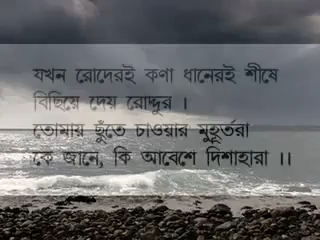 যখন রোদেরই কণা ধানেরই শীষে
বিছিয়ে দেয় রোদ্দুর ।
তোমায় ছুঁতে চাওয়ার মুহূর্তরা
কে জানে, কি আবেশে দিশাহারা ।।